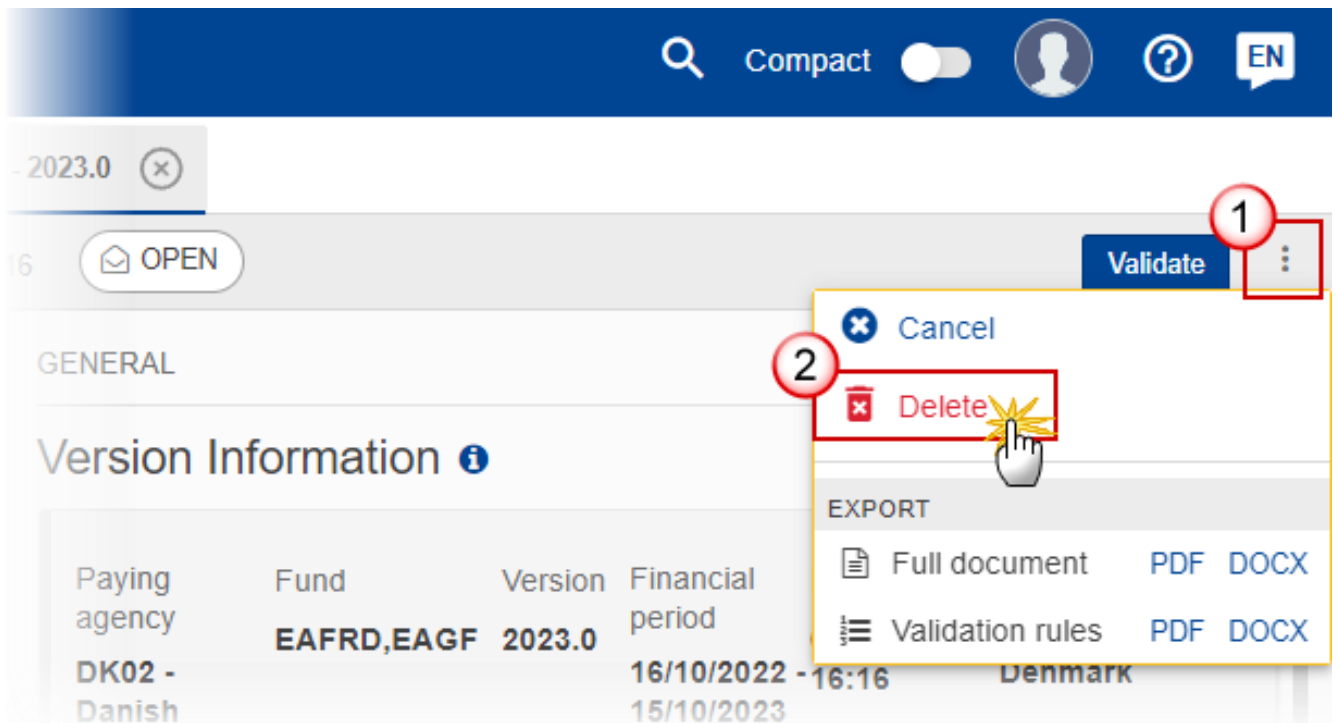 Compact EN
- 2023.0
1
16 OPEN Validate
Cancel
GENERAL
2
Delete
Version Information
EXPORT
Full document PDF DOCX
Validation rules PDF DOCX
Paying Fund Version Financial
agency period
EAFRD,EAGF 2023.0
DK02 - 16/10/2022 - 16:16 Denmark
Danish 15/10/2023